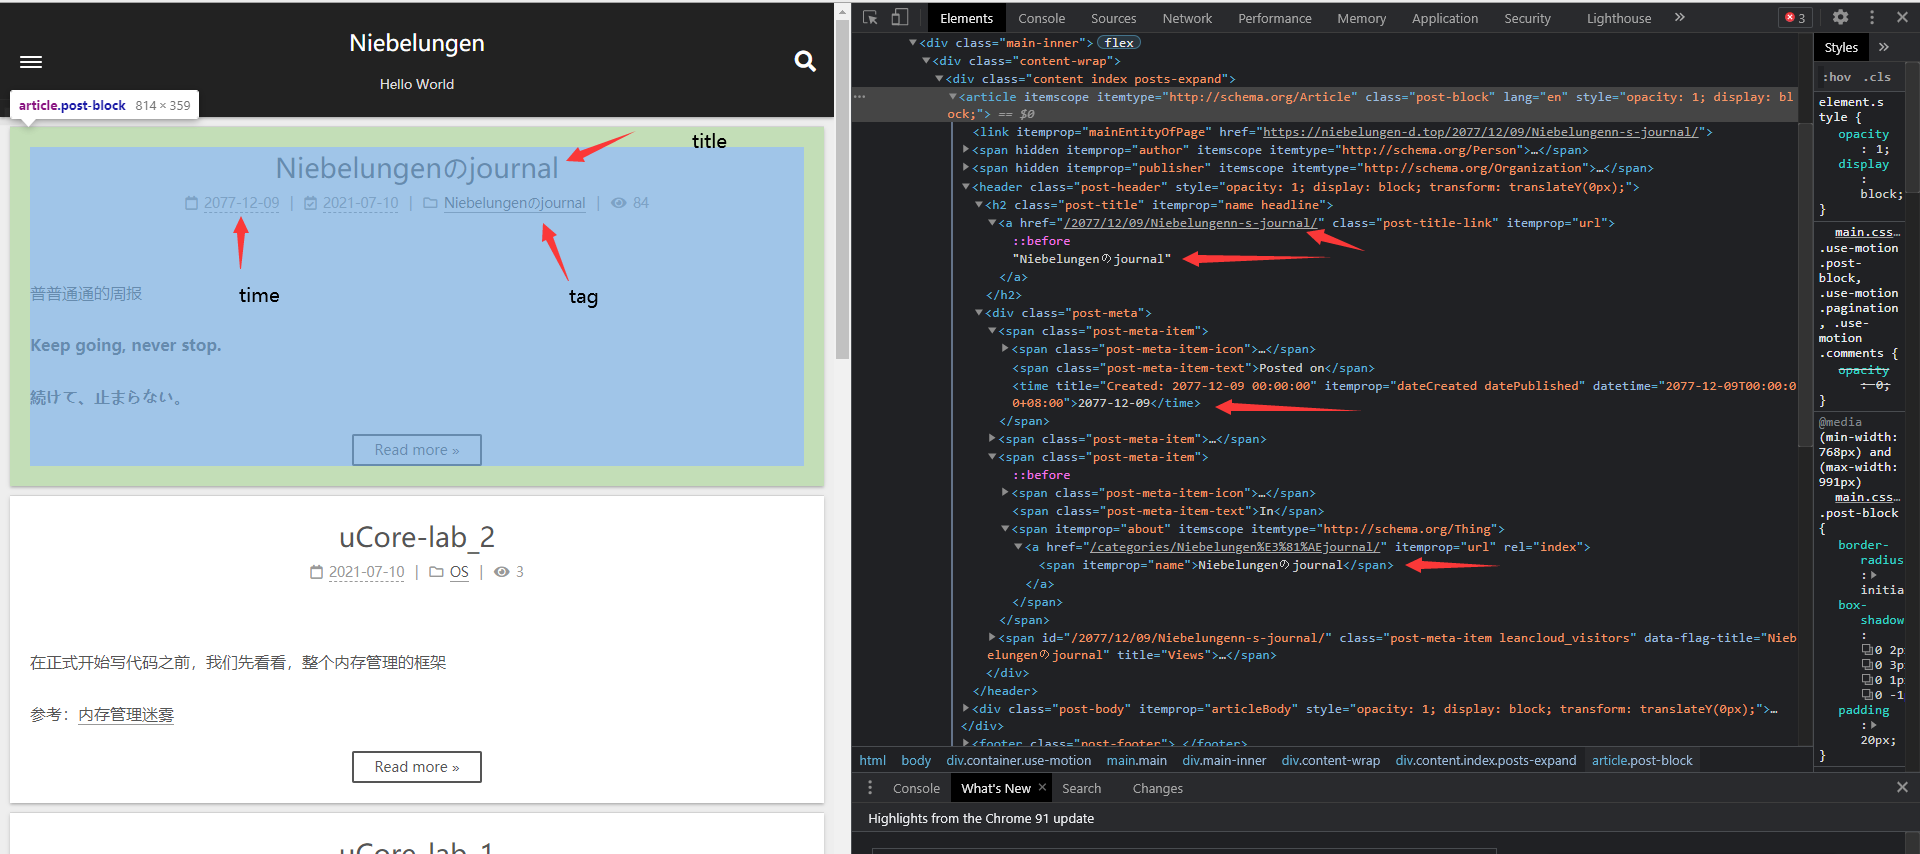 Niebelungen
Hello World
article.post-block 814 × 359
title
Niebelungenのjournal
2077-12-09 | 2021-07-10 | Niebelungenのjournal | 84
time
tag
普普通通的周报
Keep going, never stop.
続けて、止まらない。
Read more »
uCore-lab_2
2021-07-10 | OS | 3
在正式开始写代码之前，我们先看看，整个内存管理的框架
参考：内存管理迷雾
Read more »
uCore-lab_1
Elements Console Sources Network Performance Memory Application Security Lighthouse » 3
<div class="main-inner"> flex
<div class="content-wrap">
<div class="content index posts-expand">
<article itemscope itemtype="http://schema.org/Article" class="post-block" lang="en" style="opacity: 1; display: bl
ock;"> == $0
<link itemprop="mainEntityOfPage" href="https://niebelungen-d.top/2077/12/09/Niebelungenn-s-journal/">
<span hidden itemprop="author" itemscope itemtype="http://schema.org/Person">…</span>
<span hidden itemprop="publisher" itemscope itemtype="http://schema.org/Organization">…</span>
<header class="post-header" style="opacity: 1; display: block; transform: translateY(0px);">
<h2 class="post-title" itemprop="name headline">
<a href="/2077/12/09/Niebelungenn-s-journal/" class="post-title-link" itemprop="url">
::before
"Niebelungenのjournal"
</a>
</h2>
<div class="post-meta">
<span class="post-meta-item">
<span class="post-meta-item-icon">…</span>
<span class="post-meta-item-text">Posted on</span>
<time title="Created: 2077-12-09 00:00:00" itemprop="dateCreated datePublished" datetime="2077-12-09T00:00:0
0+08:00">2077-12-09</time>
</span>
<span class="post-meta-item">…</span>
<span class="post-meta-item">
::before
<span class="post-meta-item-icon">…</span>
<span class="post-meta-item-text">In</span>
<span itemprop="about" itemscope itemtype="http://schema.org/Thing">
<a href="/categories/Niebelungen%E3%81%AEjournal/" itemprop="url" rel="index">
<span itemprop="name">Niebelungenのjournal</span>
</a>
</span>
</span>
<span id="/2077/12/09/Niebelungenn-s-journal/" class="post-meta-item leancloud_visitors" data-flag-title="Nieb
elungenのjournal" title="Views">…</span>
</div>
</header>
<div class="post-body" itemprop="articleBody" style="opacity: 1; display: block; transform: translateY(0px);">…
</div>
<footer class="post-footer"> </footer>
html body div.container.use-motion main.main div.main-inner div.content-wrap div.content.index.posts-expand article.post-block
Console What's New × Search Changes
Highlights from the Chrome 91 update
Styles »
:hov .cls
element.s
tyle {
opacity
: 1;
display
:
block;
}
main.css…
.use-motion
.post-
block,
.use-motion
.pagination
, .use-
motion
.comments {
opacity
: 0;
}
@media
(min-width:
768px) and
(max-width:
991px)
main.css…
.post-block
{
border-
radius
:
initia
box-
shadow
:
0 2p
0 3p
0 1p
0 -1
padding
:
20px;
}